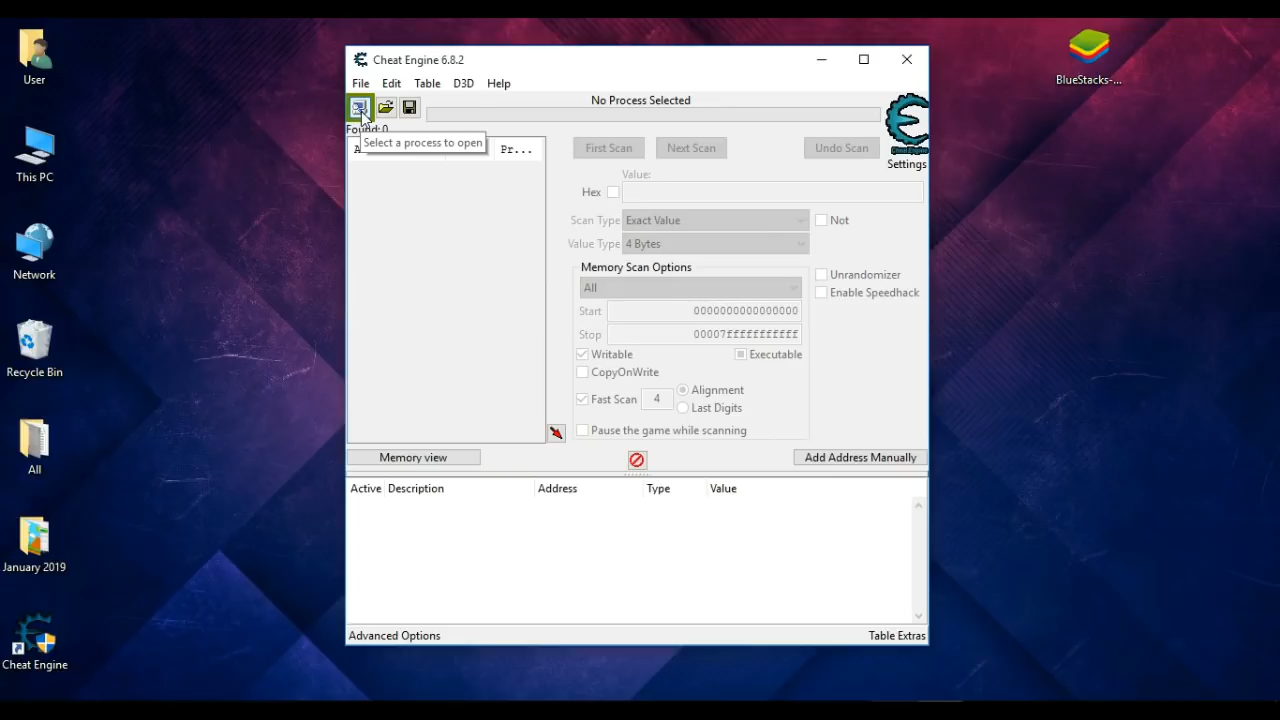 User
This PC
Network
Recycle Bin
All
January 2019
Cheat Engine
BlueStacks-...
Cheat Engine 6.8.2
File Edit Table D3D Help
No Process Selected
Found: 0
Select a process to open
Pr...
First Scan Next Scan Undo Scan
Cheat Engine
Settings
Value:
Hex
Scan Type Exact Value Not
Value Type 4 Bytes
Memory Scan Options
All
Unrandomizer
Enable Speedhack
Start 0000000000000000
Stop 00007fffffffffff
Writable Executable
CopyOnWrite
Fast Scan 4 Alignment
Last Digits
Pause the game while scanning
Memory view Add Address Manually
Active Description Address Type Value
Advanced Options Table Extras